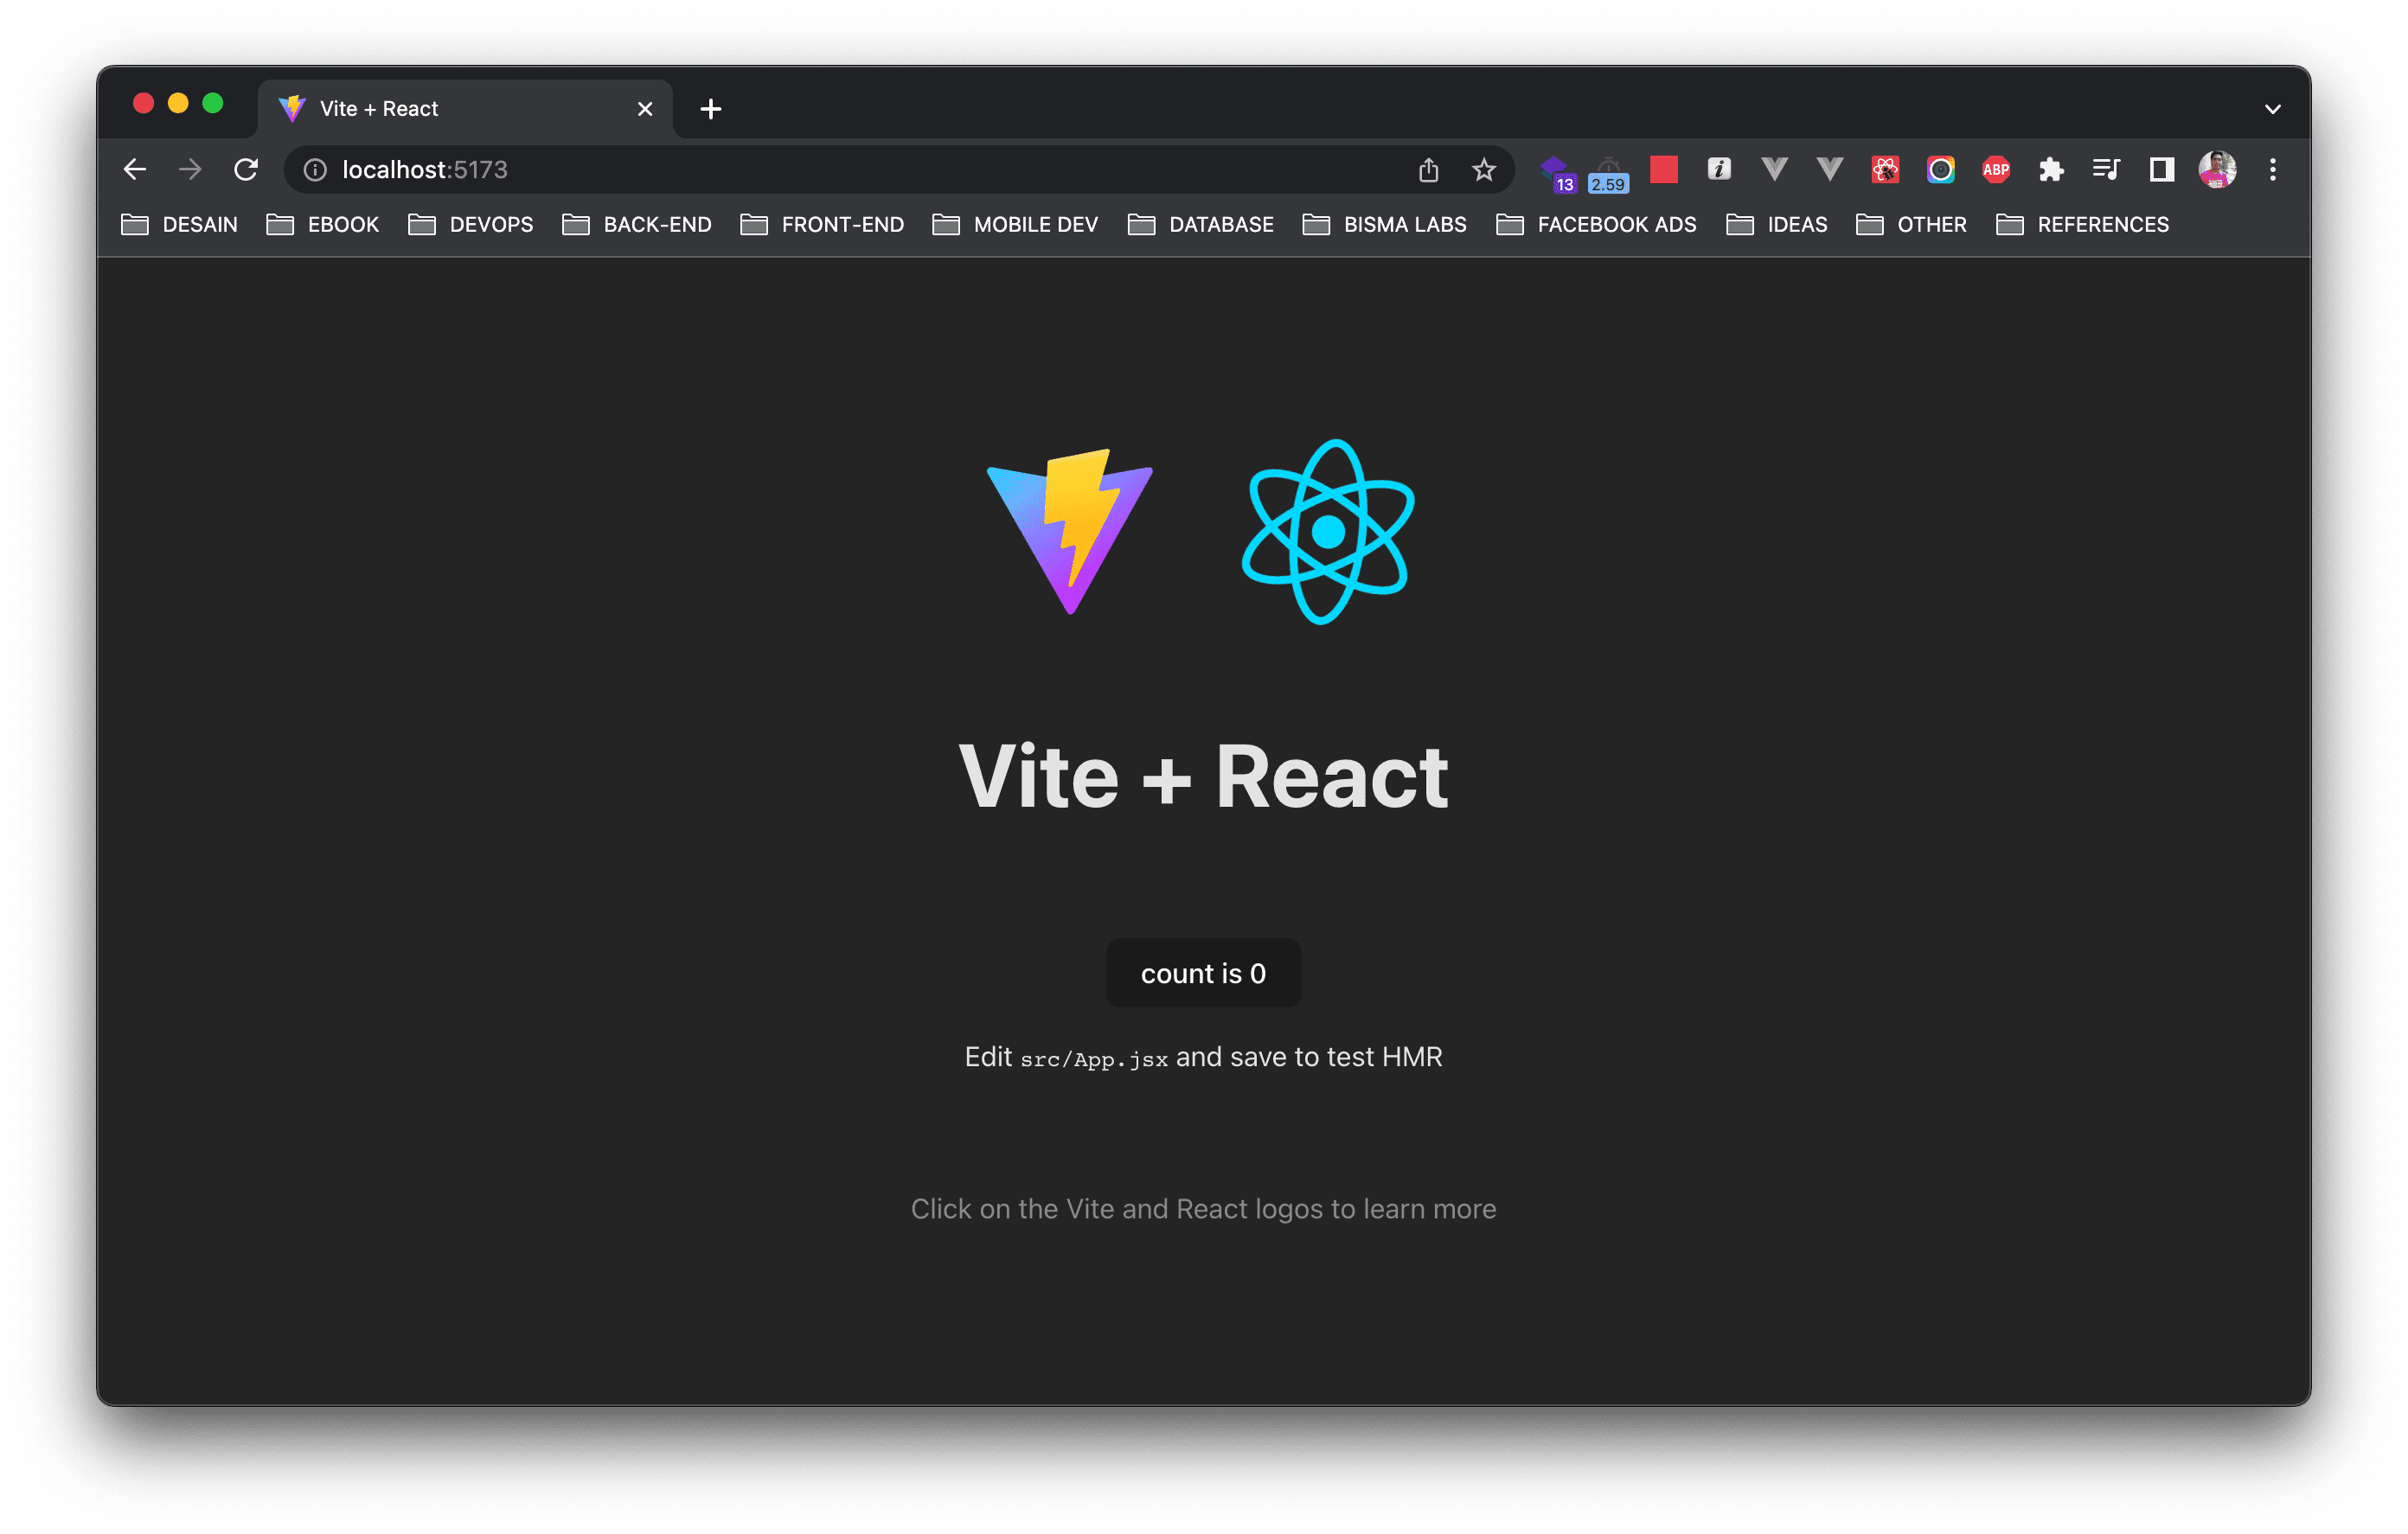 Vite + React
localhost:5173
13
2.59
i
ABP
DESAIN EBOOK DEVOPS BACK-END FRONT-END MOBILE DEV DATABASE BISMA LABS FACEBOOK ADS IDEAS OTHER REFERENCES
Vite + React
count is 0
Edit src/App.jsx and save to test HMR
Click on the Vite and React logos to learn more